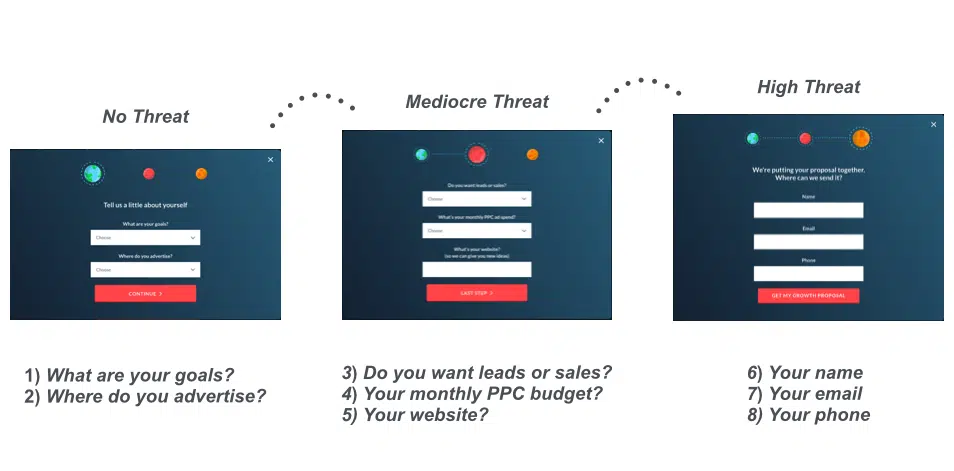 No Threat
Mediocre Threat
High Threat
×
Tell us a little about yourself
What are your goals?
Choose
Where do you advertise?
Choose
CONTINUE >
×
Do you want leads or sales?
Choose
What's your monthly PPC ad spend?
Choose
What's your website?
(so we can give you new ideas)
LAST STEP >
×
We're putting your proposal together.
Where can we send it?
Name
Email
Phone
GET MY GROWTH PROPOSAL
1) What are your goals?
2) Where do you advertise?
3) Do you want leads or sales?
4) Your monthly PPC budget?
5) Your website?
6) Your name
7) Your email
8) Your phone